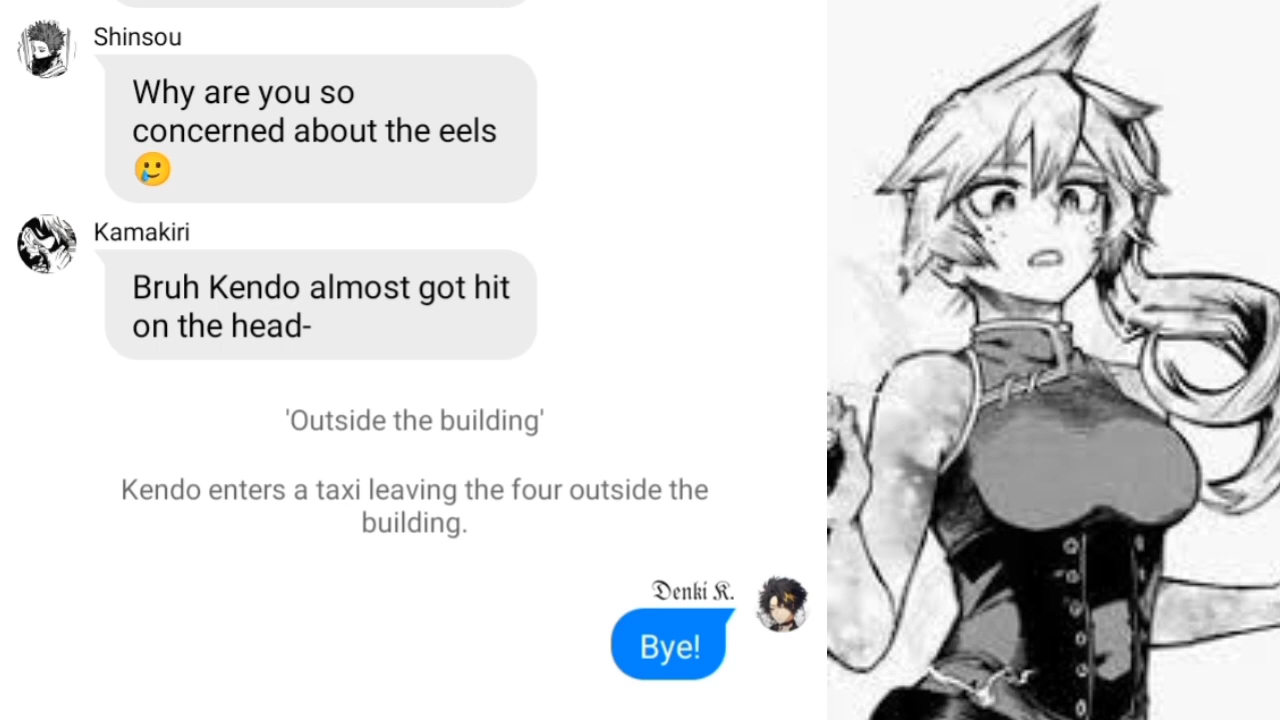 Shinsou
Why are you so
concerned about the eels
🥲
Kamakiri
Bruh Kendo almost got hit
on the head-
'Outside the building'
Kendo enters a taxi leaving the four outside the
building.
𝔇𝔢𝔫𝔨𝔦 𝔎.
Bye!